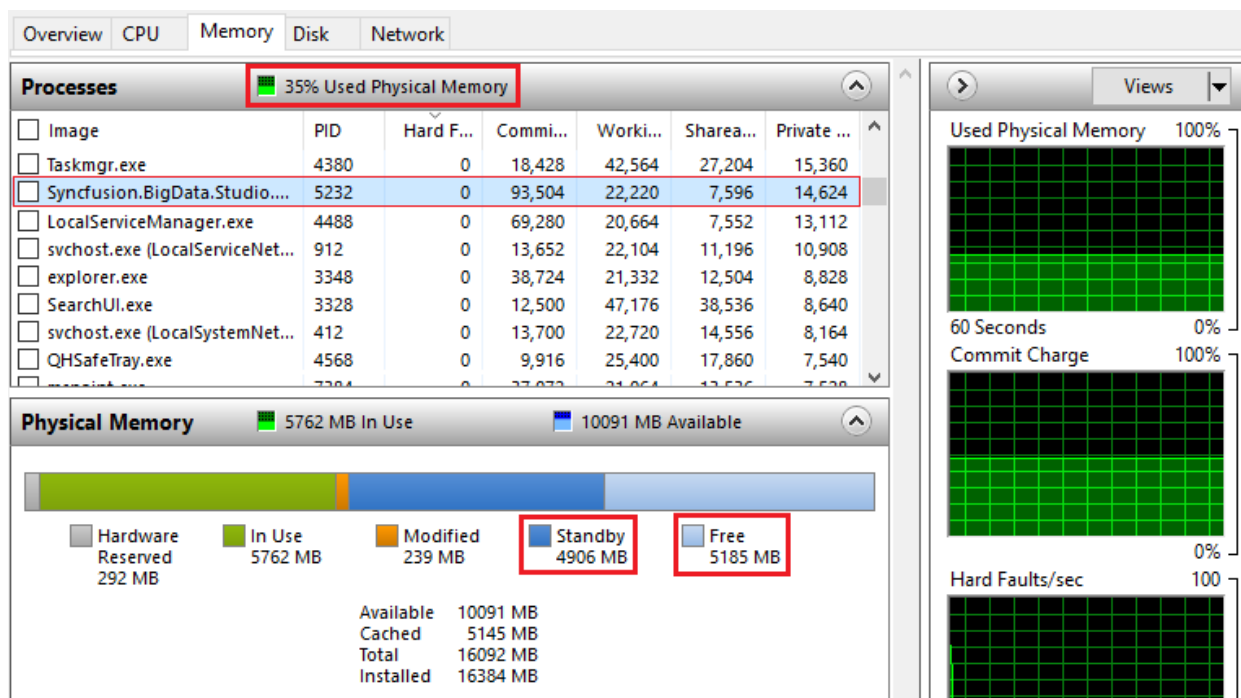 Overview CPU Memory Disk Network
Processes 35% Used Physical Memory
Image PID Hard F... Commi... Worki... Sharea... Private ...
Taskmgr.exe 4380 0 18,428 42,564 27,204 15,360
Syncfusion.BigData.Studio.... 5232 0 93,504 22,220 7,596 14,624
LocalServiceManager.exe 4488 0 69,280 20,664 7,552 13,112
svchost.exe (LocalServiceNet... 912 0 13,652 22,104 11,196 10,908
explorer.exe 3348 0 38,724 21,332 12,504 8,828
SearchUI.exe 3328 0 12,500 47,176 38,536 8,640
svchost.exe (LocalSystemNet... 412 0 13,700 22,720 14,556 8,164
QHSafeTray.exe 4568 0 9,916 25,400 17,860 7,540
Physical Memory 5762 MB In Use 10091 MB Available
Hardware Reserved 292 MB
In Use 5762 MB
Modified 239 MB
Standby 4906 MB
Free 5185 MB
Available 10091 MB
Cached 5145 MB
Total 16092 MB
Installed 16384 MB
Views
Used Physical Memory 100%
60 Seconds 0%
Commit Charge 100%
0%
Hard Faults/sec 100